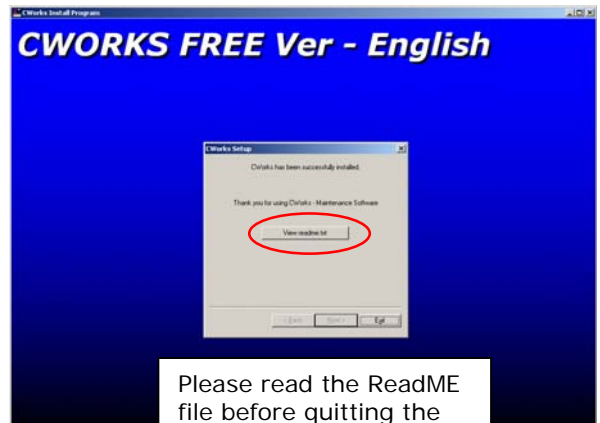 CWorks Install Program
CWORKS FREE Ver - English
CWorks Setup
CWorks has been successfully installed.
Thank you for using CWorks - Maintenance Software
View readme.txt
< Back
Next >
Exit
Please read the ReadME
file before quitting the